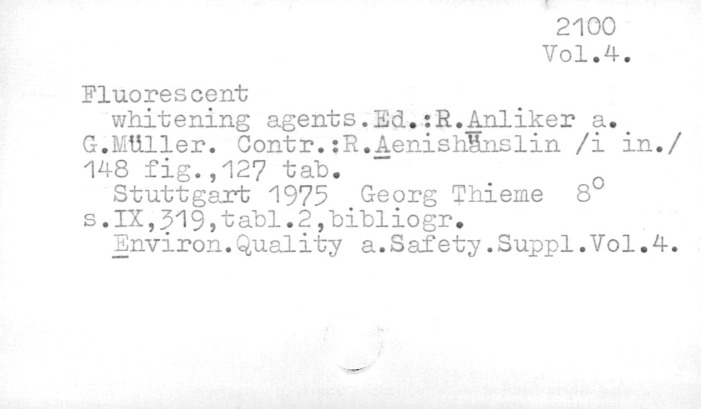 2100
Vol.4.
Fluorescent
whitening agents.Ed.:R.Anliker a.
G.Müller. Contr.:R.Aenishänslin /i in./
148 fig.,127 tab.
Stuttgart 1975 Georg Thieme 8°
s.IX,319,tabl.2,bibliogr.
Environ.Quality a.Safety.Suppl.Vol.4.